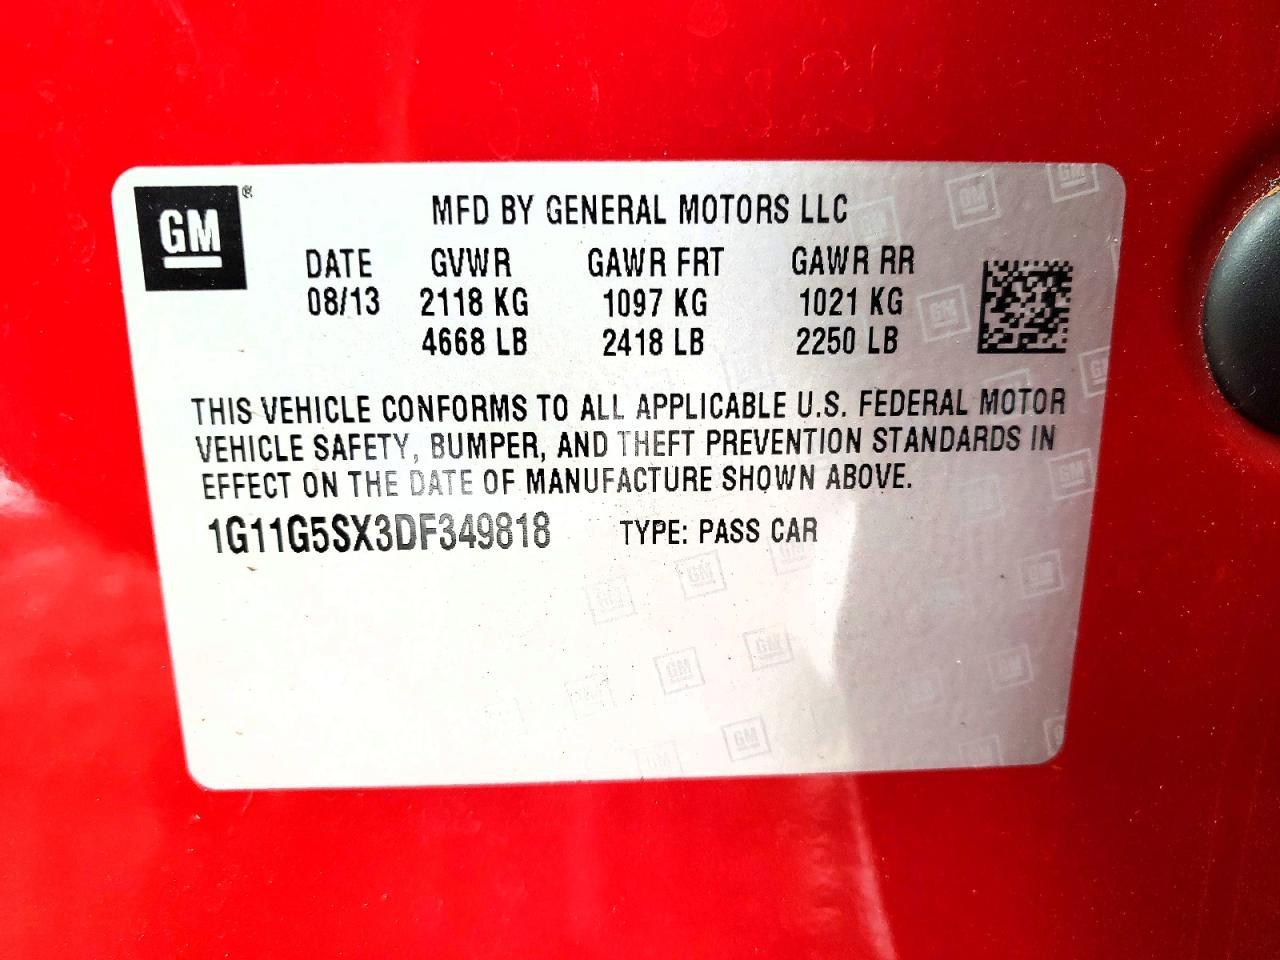 GM®
MFD BY GENERAL MOTORS LLC
DATE GVWR GAWR FRT GAWR RR
08/13 2118 KG 1097 KG 1021 KG
4668 LB 2418 LB 2250 LB
THIS VEHICLE CONFORMS TO ALL APPLICABLE U.S. FEDERAL MOTOR
VEHICLE SAFETY, BUMPER, AND THEFT PREVENTION STANDARDS IN
EFFECT ON THE DATE OF MANUFACTURE SHOWN ABOVE.
1G11G5SX3DF349818 TYPE: PASS CAR